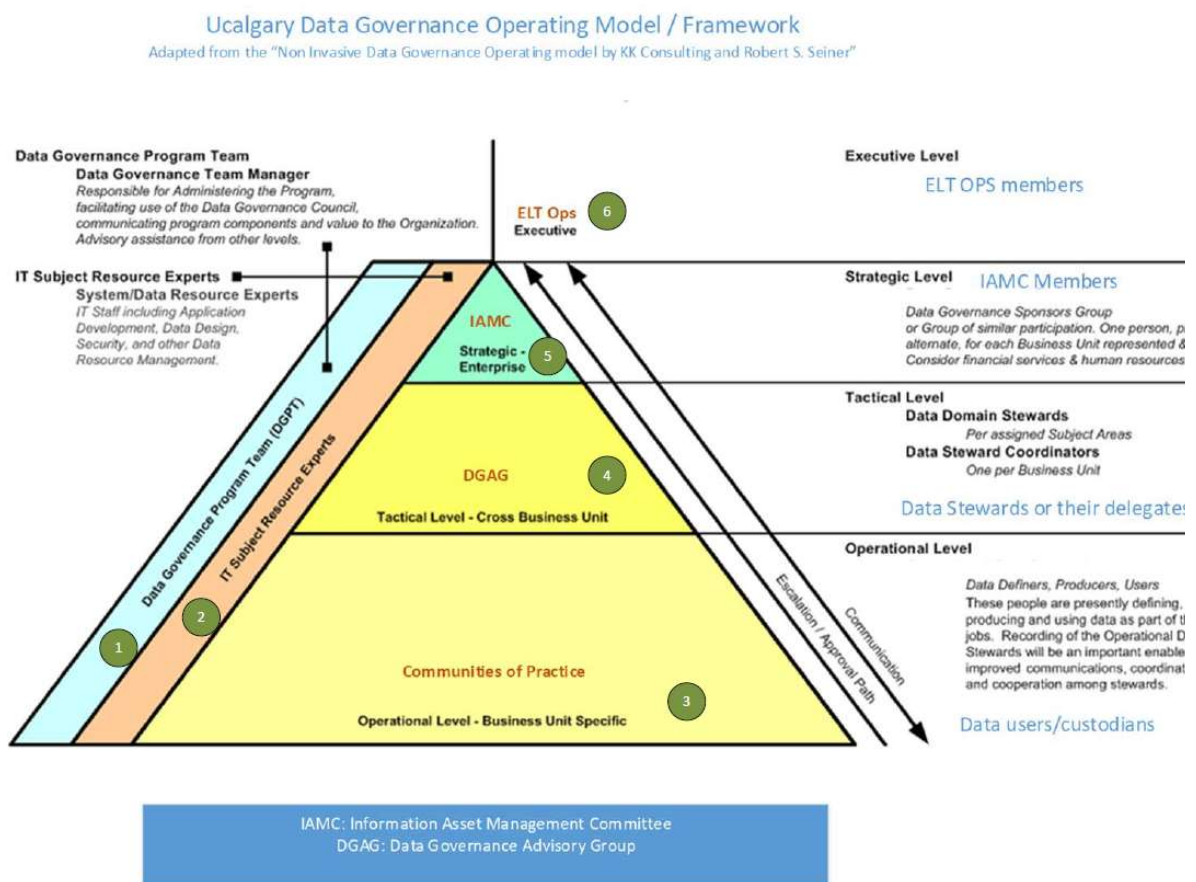 Ucalgary Data Governance Operating Model / Framework
Adapted from the "Non Invasive Data Governance Operating model by KK Consulting and Robert S. Seiner"
Data Governance Program Team
Data Governance Team Manager
Responsible for Administering the Program,
facilitating use of the Data Governance Council,
communicating program components and value to the Organization.
Advisory assistance from other levels.
IT Subject Resource Experts
System/Data Resource Experts
IT Staff including Application
Development, Data Design,
Security, and other Data
Resource Management.
ELT Ops
Executive
6
IAMC
Strategic -
Enterprise
5
DGAG
4
Tactical Level - Cross Business Unit
Communities of Practice
3
Operational Level - Business Unit Specific
Data Governance Program Team (DGPT)
1
IT Subject Resource Experts
2
Escalation / Approval Path
Communication
Executive Level
ELT OPS members
Strategic Level
IAMC Members
Data Governance Sponsors Group
or Group of similar participation. One person, p
alternate, for each Business Unit represented &
Consider financial services & human resources
Tactical Level
Data Domain Stewards
Per assigned Subject Areas
Data Steward Coordinators
One per Business Unit
Data Stewards or their delegates
Operational Level
Data Definers, Producers, Users
These people are presently defining,
producing and using data as part of th
jobs. Recording of the Operational D
Stewards will be an important enable
improved communications, coordinat
and cooperation among stewards.
Data users/custodians
IAMC: Information Asset Management Committee
DGAG: Data Governance Advisory Group